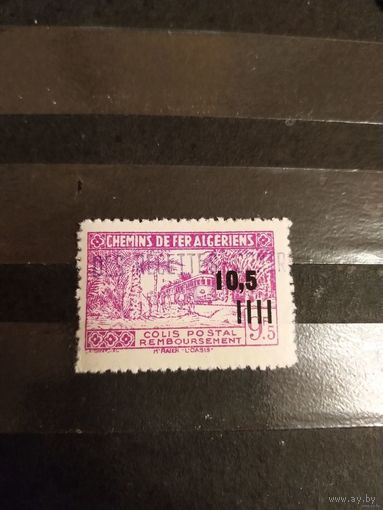 CHEMINS DE FER ALGÉRIENS
10,5
9.5
COLIS POSTAL
REMBOURSEMENT
"L'OASIS"
www.ay.by